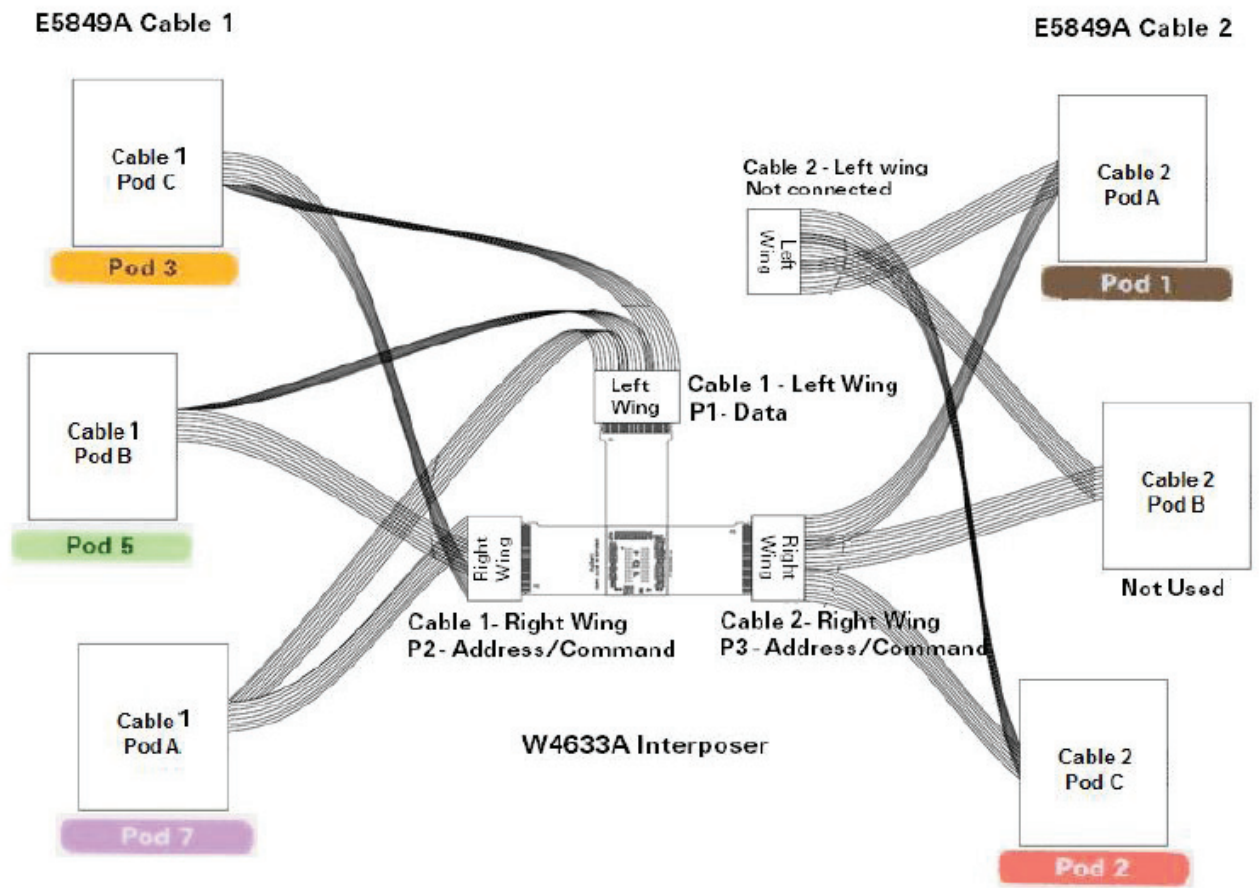 E5849A Cable 1
E5849A Cable 2
Cable 1
Pod C
Pod 3
Cable 2 - Left wing
Not connected
Left
Wing
Cable 2
Pod A
Pod 1
Cable 1
Pod B
Pod 5
Left
Wing
Cable 1 - Left Wing
P1- Data
Cable 2
Pod B
Not Used
Right
Wing
Right
Wing
Cable 1- Right Wing
P2- Address/Command
Cable 2- Right Wing
P3 - Address/Command
Cable 1
Pod A
Pod 7
W4633A Interposer
Cable 2
Pod C
Pod 2